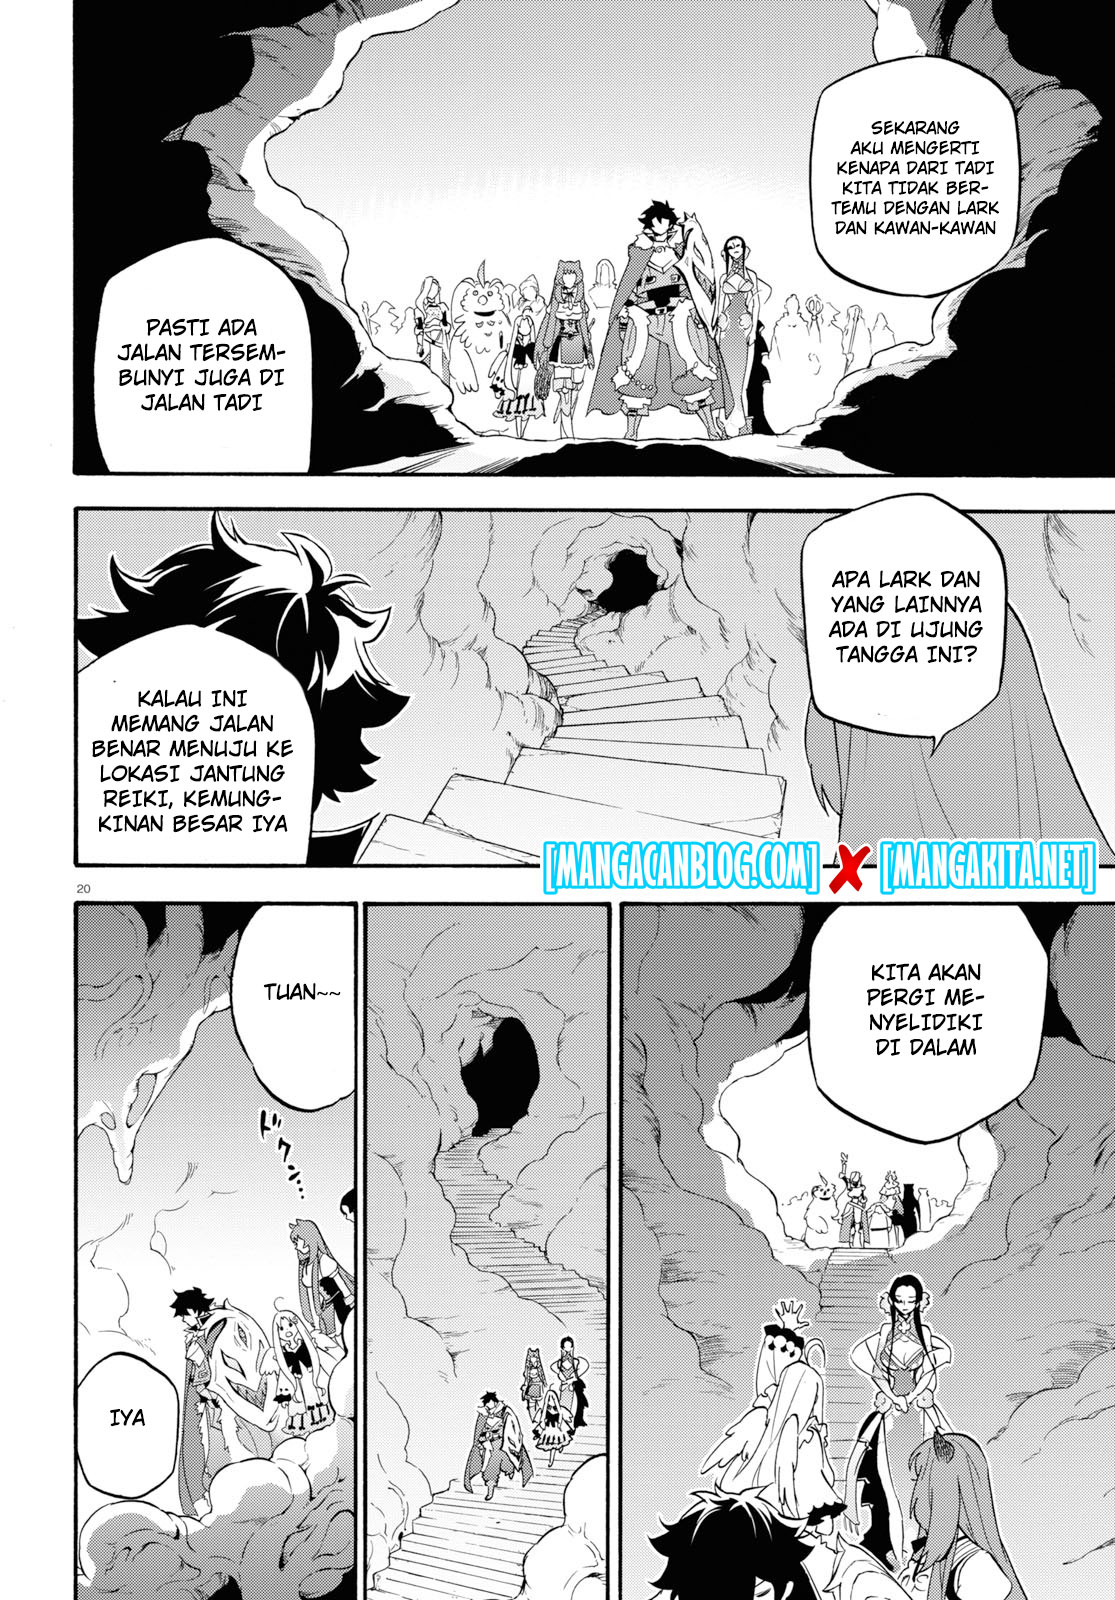 SEKARANG
AKU MENGERTI
KENAPA DARI TADI
KITA TIDAK BER-
TEMU DENGAN LARK
DAN KAWAN-KAWAN
PASTI ADA
JALAN TERSEM-
BUNYI JUGA DI
JALAN TADI
APA LARK DAN
YANG LAINNYA
ADA DI UJUNG
TANGGA INI?
KALAU INI
MEMANG JALAN
BENAR MENUJU KE
LOKASI JANTUNG
REIKI, KEMUNG-
KINAN BESAR IYA
[MANGACANBLOG.COM] X [MANGAKITA.NET]
20
KITA AKAN
PERGI ME-
NYELIDIKI
DI DALAM
TUAN~~
ドクン…
IYA